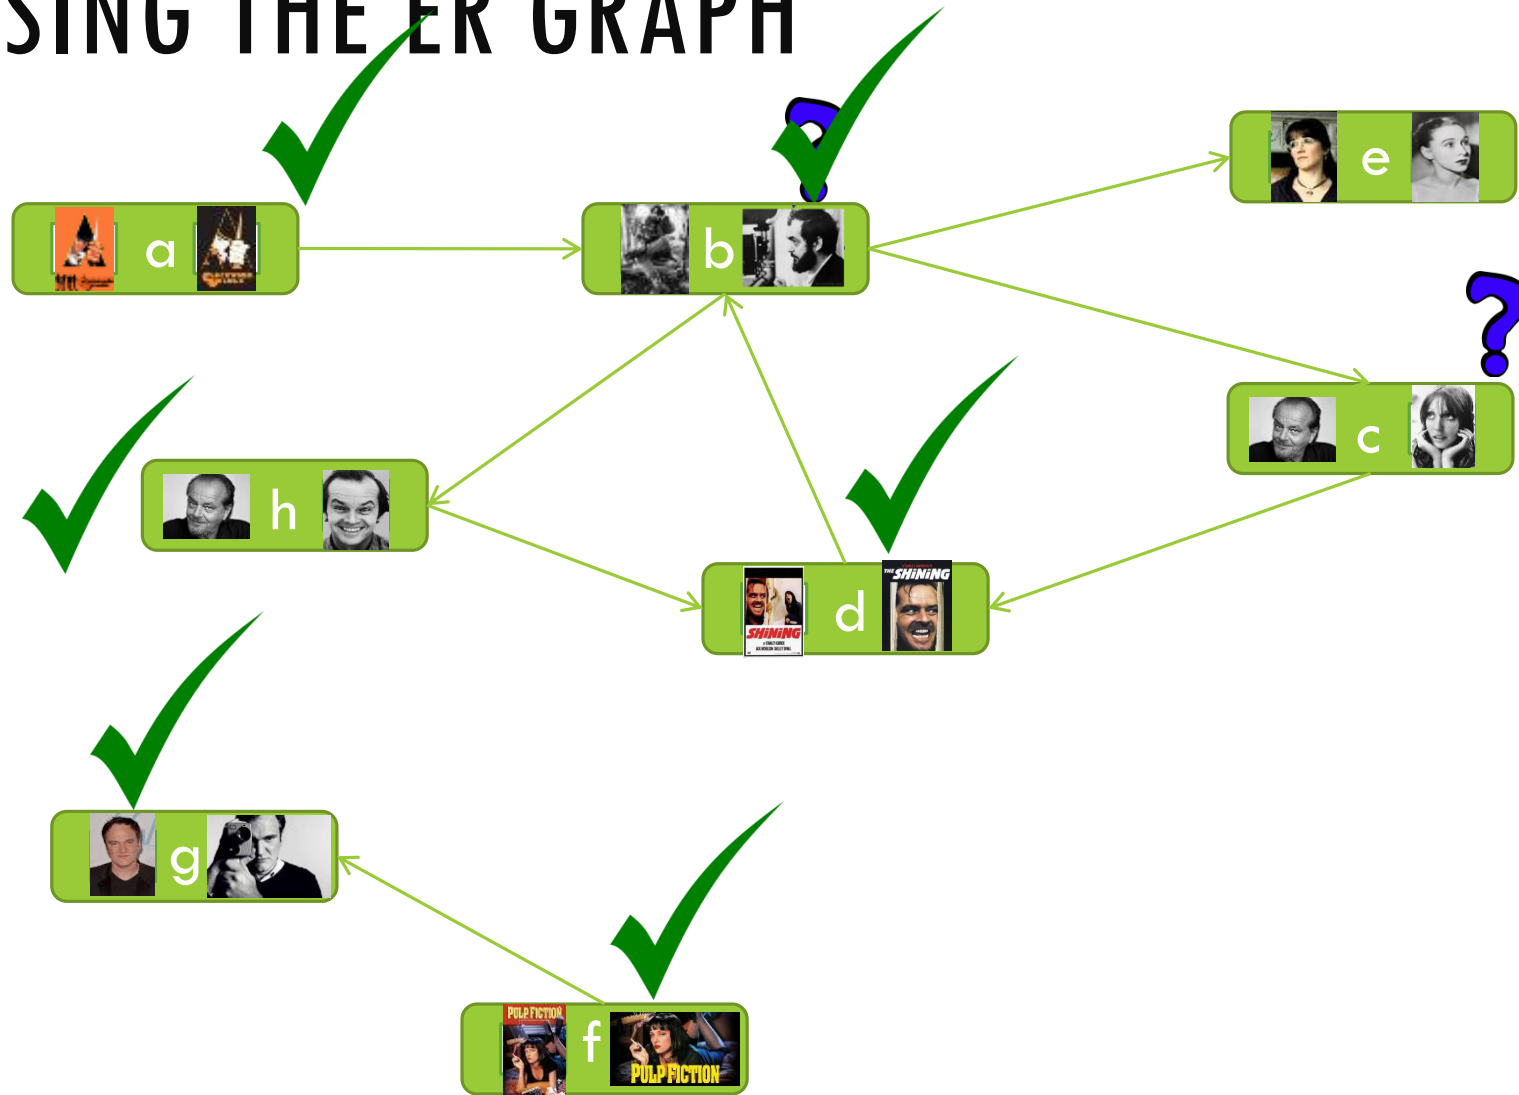 SING THE ER GRAPH
?
a
b
e
?
c
h
d
SHiNiNG
THE SHiNiNG
g
f
PULP FICTION
PULP FICTION